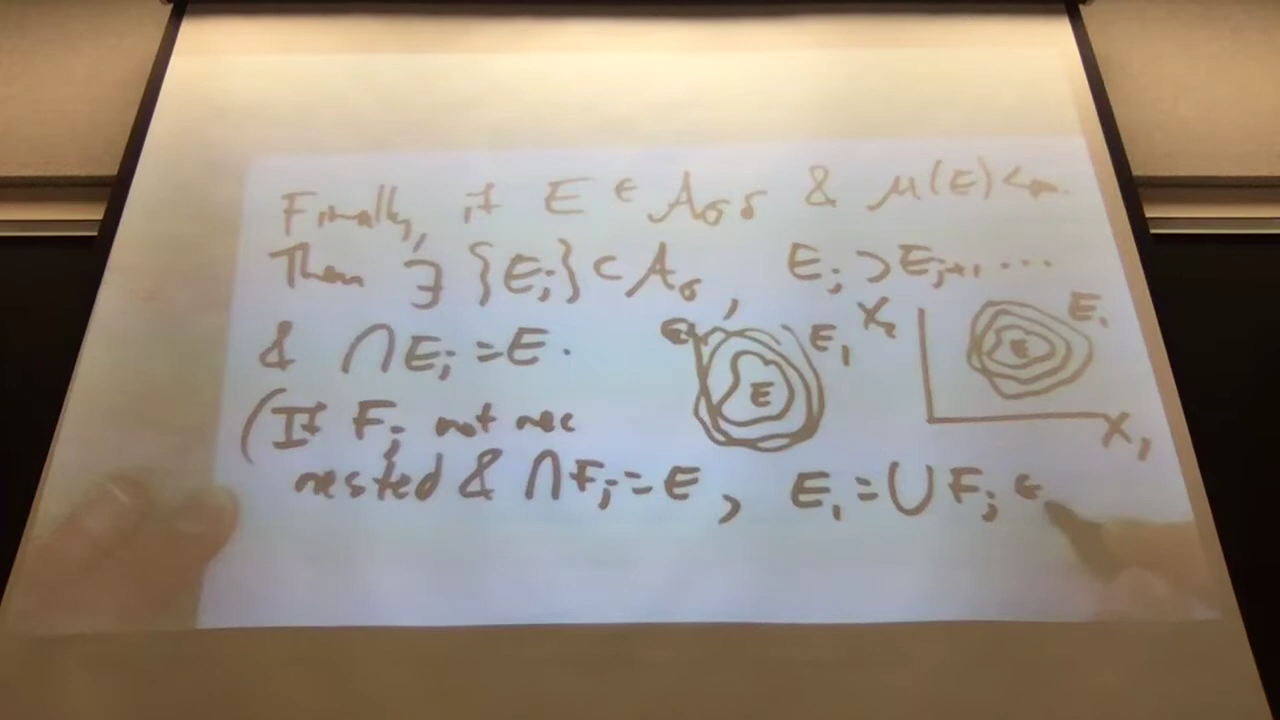 Finally, if E ∈ A_σδ & μ(E) < ∞.
Then ∃ {E_j} ⊂ A_σ, E_j ⊃ E_j+1 ...
& ∩ E_j = E.
E E_1
X_2 E E_1 X_1
(If F_j not nec
nested & ∩ F_j = E, E_1 = ∪ F_j ∈